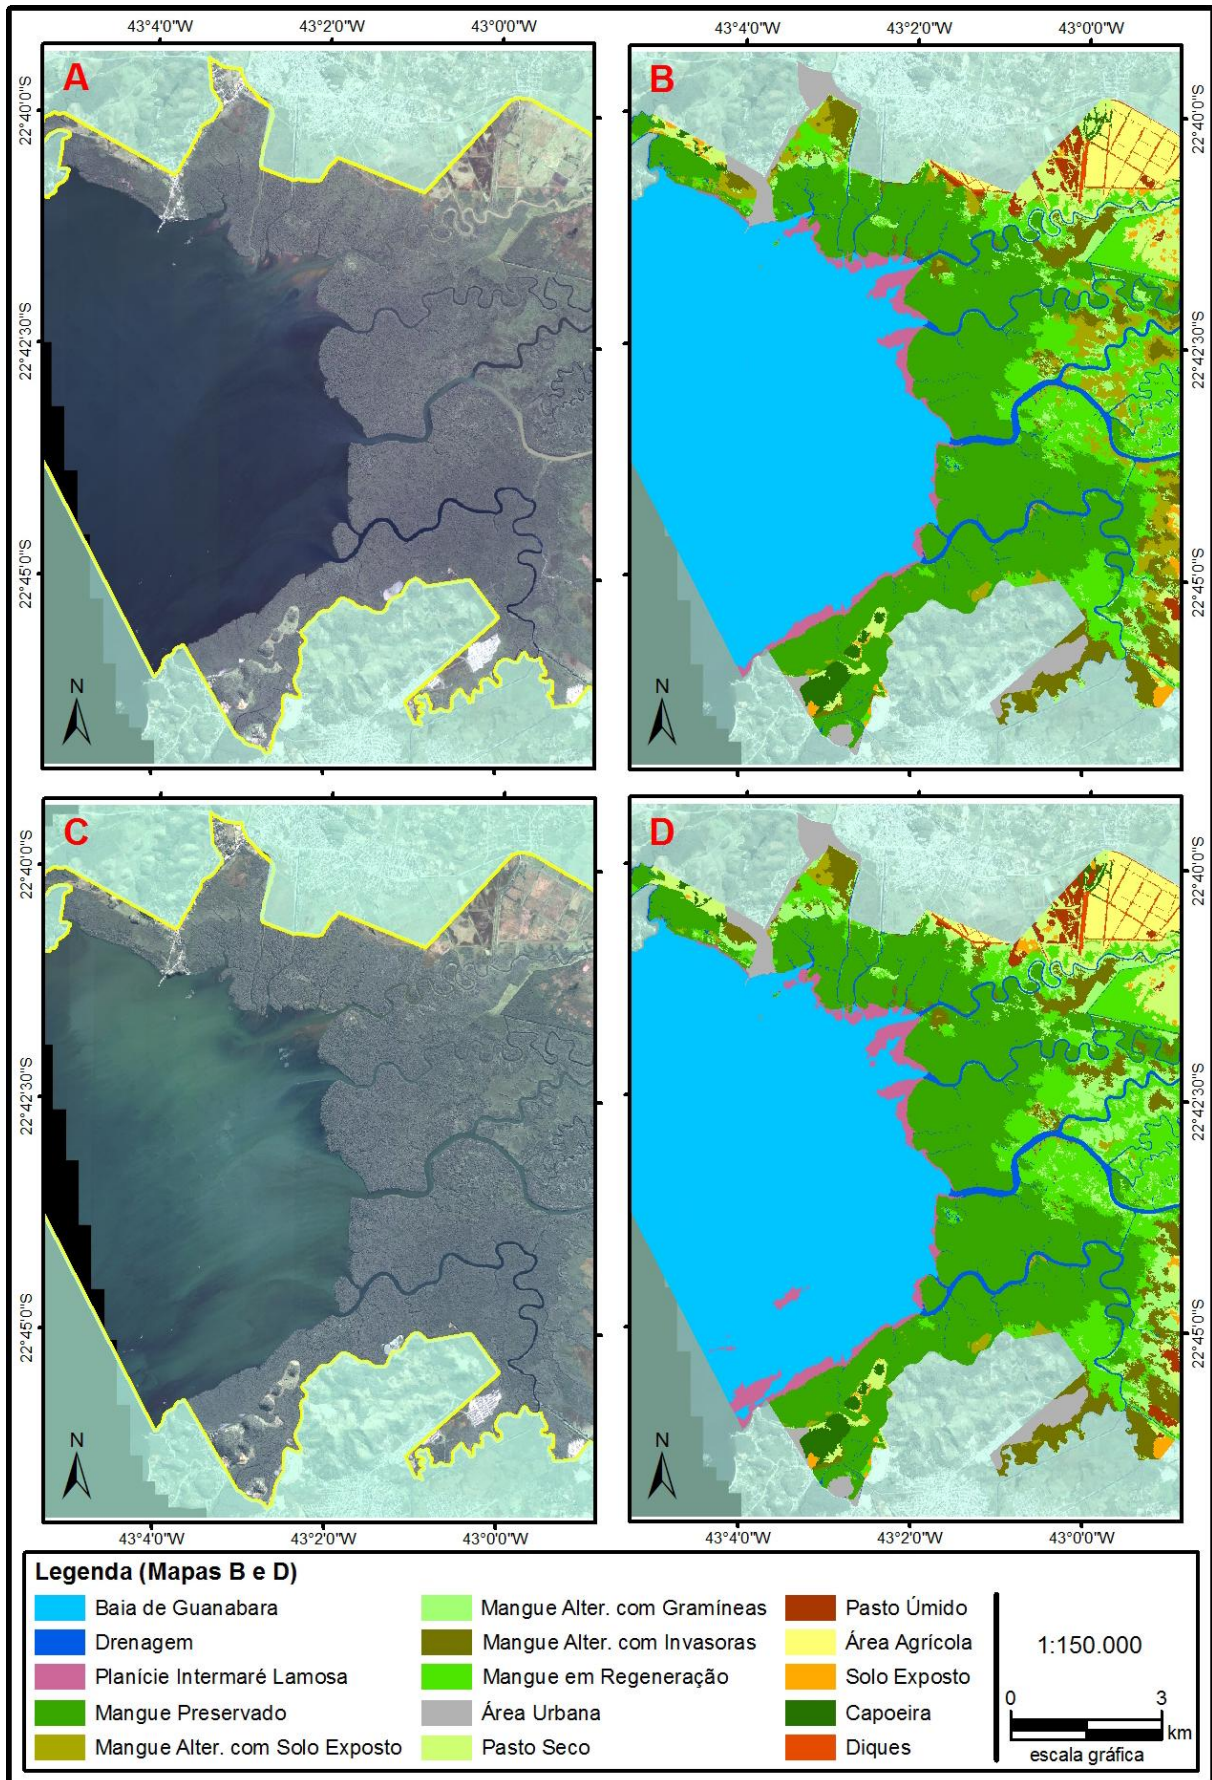 43°4'0"W 43°2'0"W 43°0'0"W 43°4'0"W 43°2'0"W 43°0'0"W
A
B
22°40'0"S 22°40'0"S
22°42'30"S 22°42'30"S
22°45'0"S 22°45'0"S
N
N
C
D
22°40'0"S 22°40'0"S
22°42'30"S 22°42'30"S
22°45'0"S 22°45'0"S
N
N
43°4'0"W 43°2'0"W 43°0'0"W 43°4'0"W 43°2'0"W 43°0'0"W
Legenda (Mapas B e D)
Baia de Guanabara
Drenagem
Planície Intermaré Lamosa
Mangue Preservado
Mangue Alter. com Solo Exposto
Mangue Alter. com Gramíneas
Mangue Alter. com Invasoras
Mangue em Regeneração
Área Urbana
Pasto Seco
Pasto Úmido
Área Agrícola
Solo Exposto
Capoeira
Diques
1:150.000
0 3
km
escala gráfica